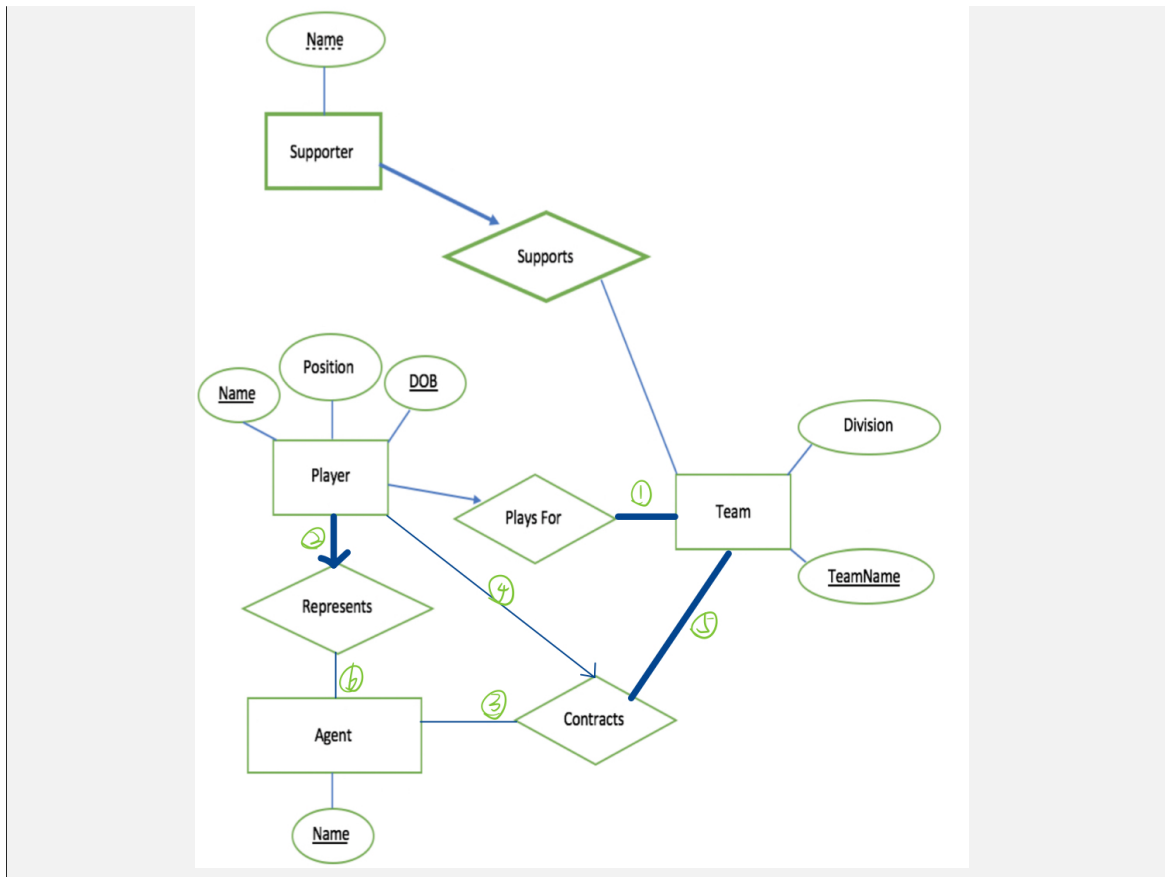 Name
Supporter
Supports
Name
Position
DOB
Player
Division
①
Plays For
Team
②
TeamName
④
Represents
⑤
⑥
③
Contracts
Agent
Name